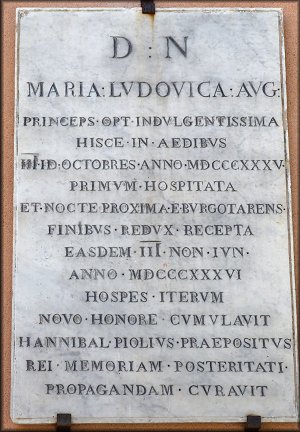 D : N
MARIA : LVDOVICA : AVG :
PRINCEPS · OPT · INDVLGENTISSIMA
HISCE · IN · AEDIBVS
III · ID · OCTOBRES · ANNO · MDCCCXXXV ·
PRIMVM · HOSPITATA
ET · NOCTE · PROXIMA · E · BVRGOTARENS ·
FINIBVS · REDVX · RECEPTA
EASDEM · III · NON · IVN ·
ANNO · MDCCCXXXVI
HOSPES · ITERVM
NOVO · HONORE · CVMVLAVIT
HANNIBAL · PIOLIVS · PRAEPOSITVS
REI · MEMORIAM · POSTERITATI ·
PROPAGANDAM · CVRAVIT